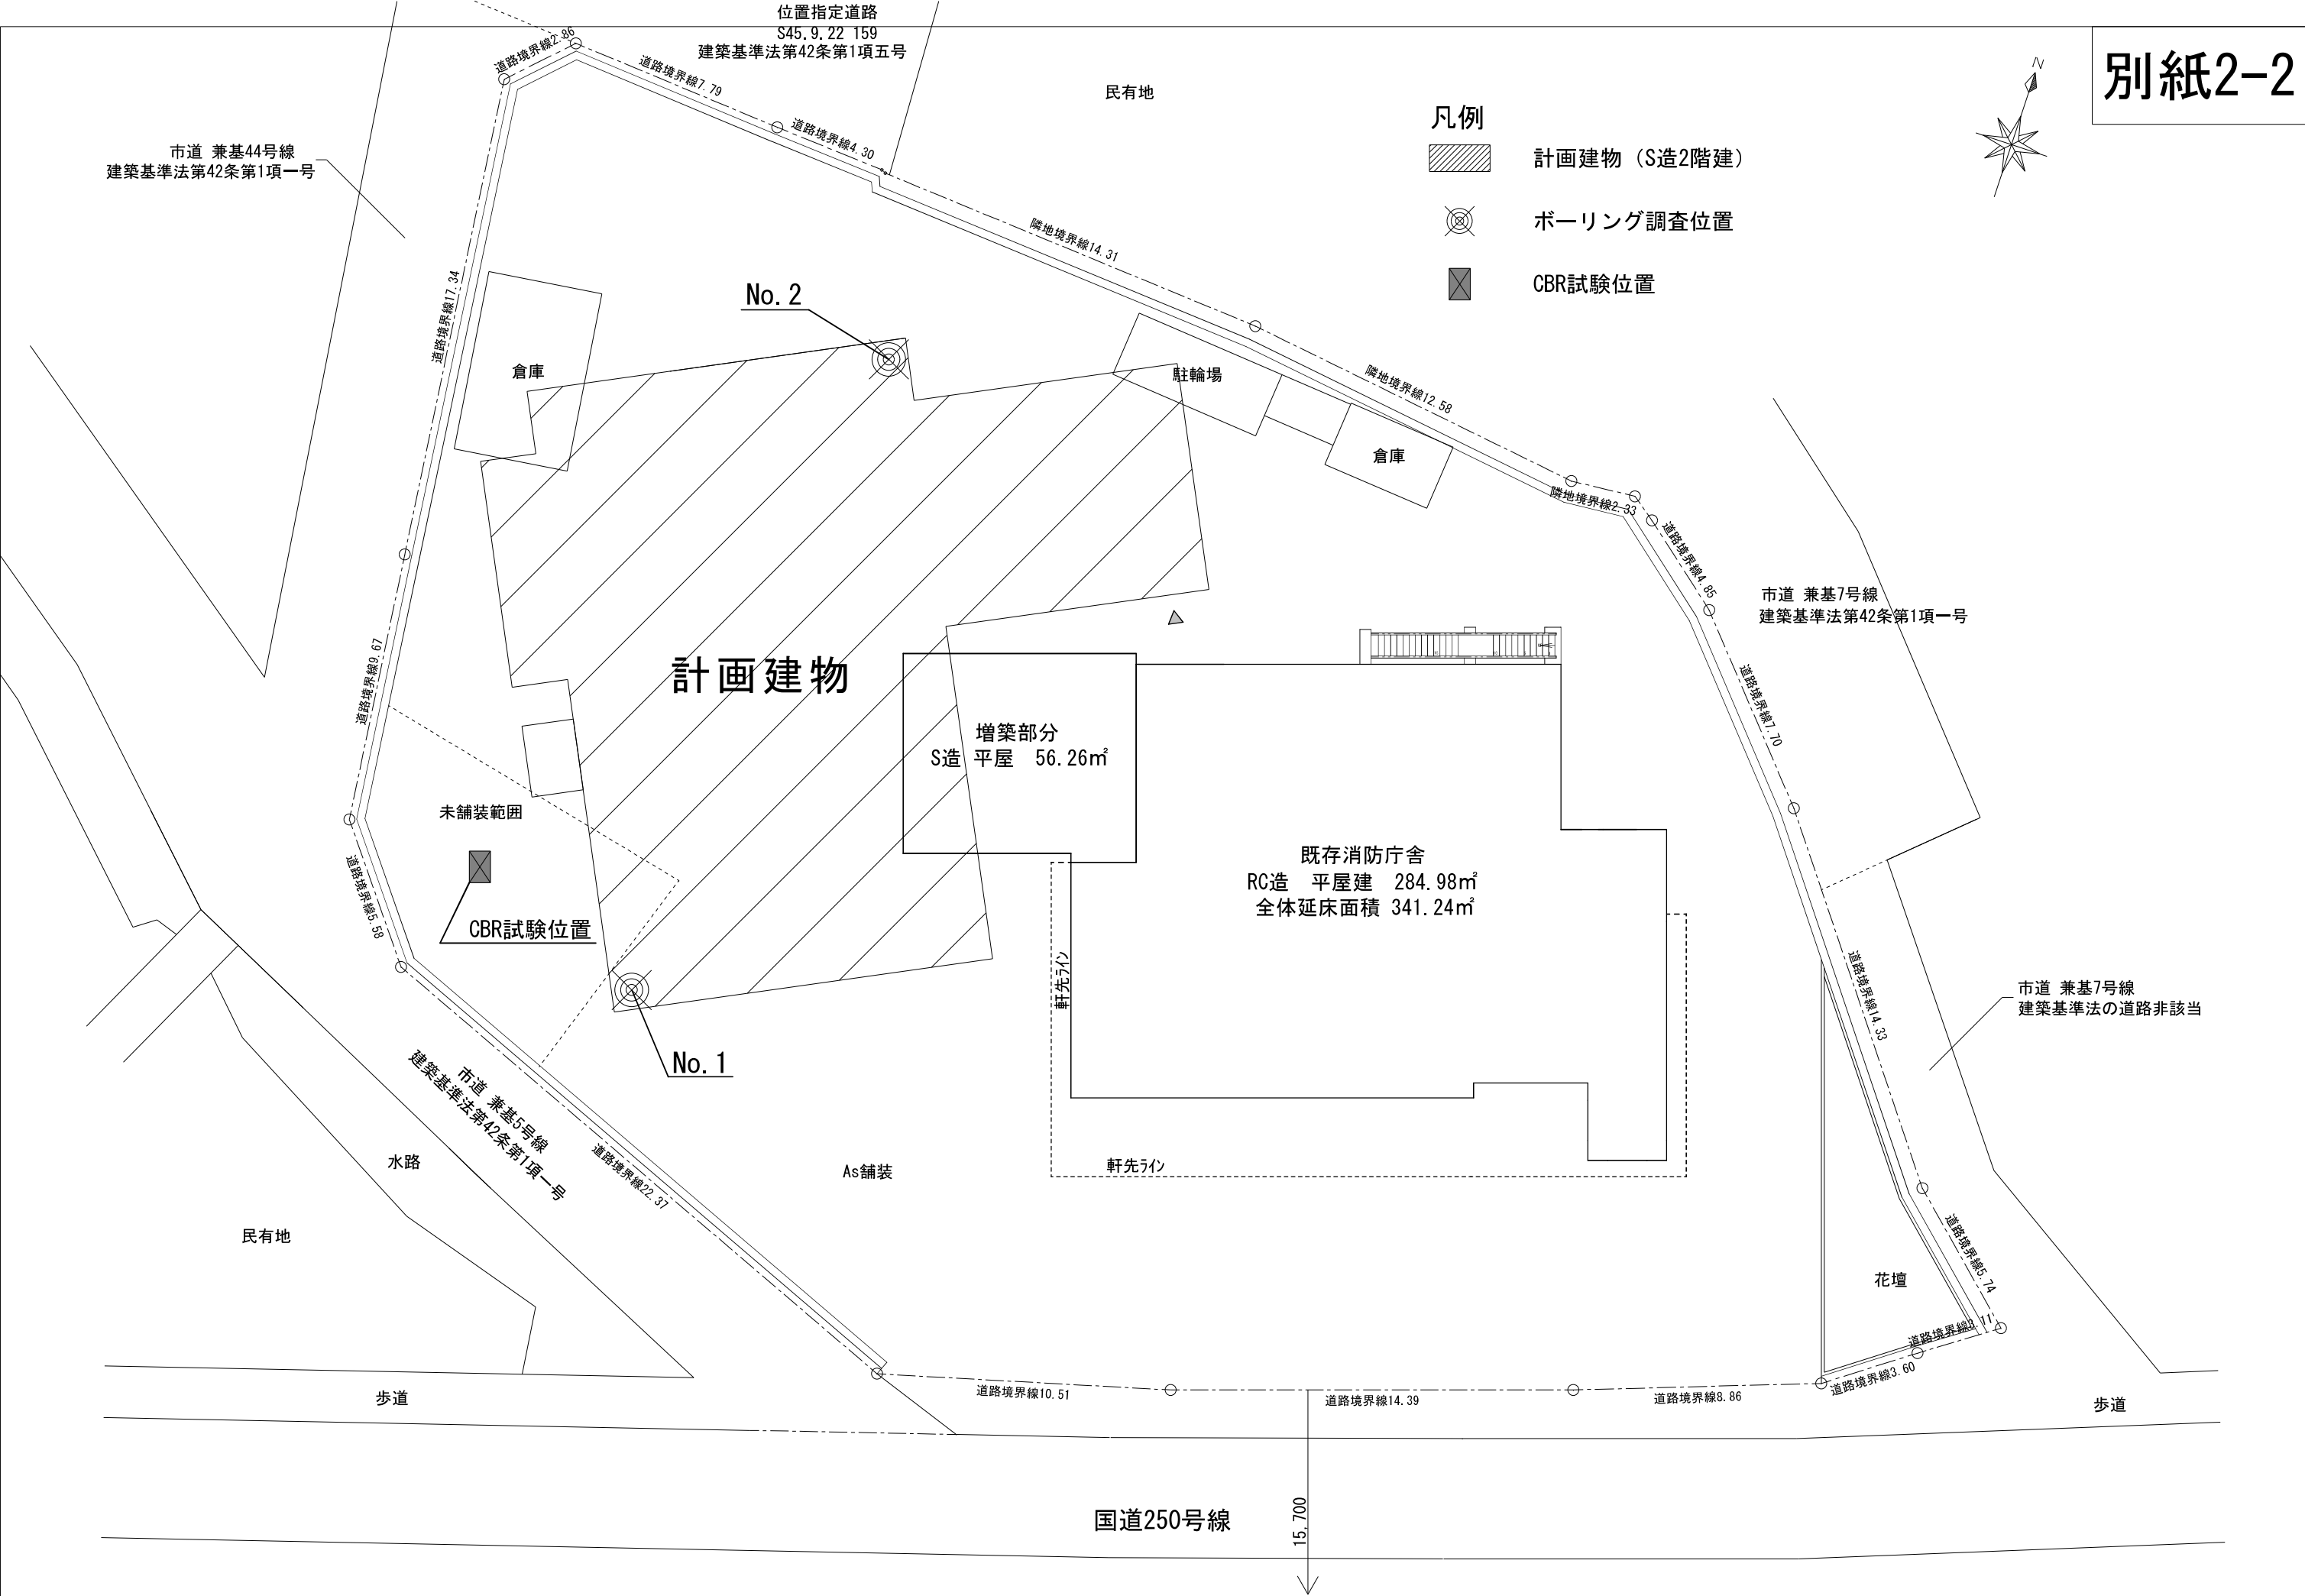 別紙2-2
位置指定道路
S45.9.22 159
建築基準法第42条第1項五号
道路境界線2.86
道路境界線7.79
道路境界線4.30
民有地
N
凡例
計画建物（S造2階建）
ボーリング調査位置
CBR試験位置
市道 兼基44号線
建築基準法第42条第1項一号
隣地境界線14.31
道路境界線17.34
No.2
倉庫
駐輪場
隣地境界線12.58
倉庫
隣地境界線2.33
道路境界線4.85
市道 兼基7号線
建築基準法第42条第1項一号
道路境界線9.67
計画建物
道路境界線7.70
増築部分
S造 平屋 56.26㎡
未舗装範囲
既存消防庁舎
RC造 平屋建 284.98㎡
全体延床面積 341.24㎡
道路境界線5.58
CBR試験位置
軒先ﾗｲﾝ
道路境界線14.33
市道 兼基7号線
建築基準法の道路非該当
No.1
市道 兼基5号線
建築基準法第42条第1項一号
水路
道路境界線22.37
As舗装
軒先ﾗｲﾝ
民有地
道路境界線5.74
花壇
道路境界線3.11
道路境界線3.60
歩道
道路境界線10.51
道路境界線14.39
道路境界線8.86
歩道
国道250号線
15.700